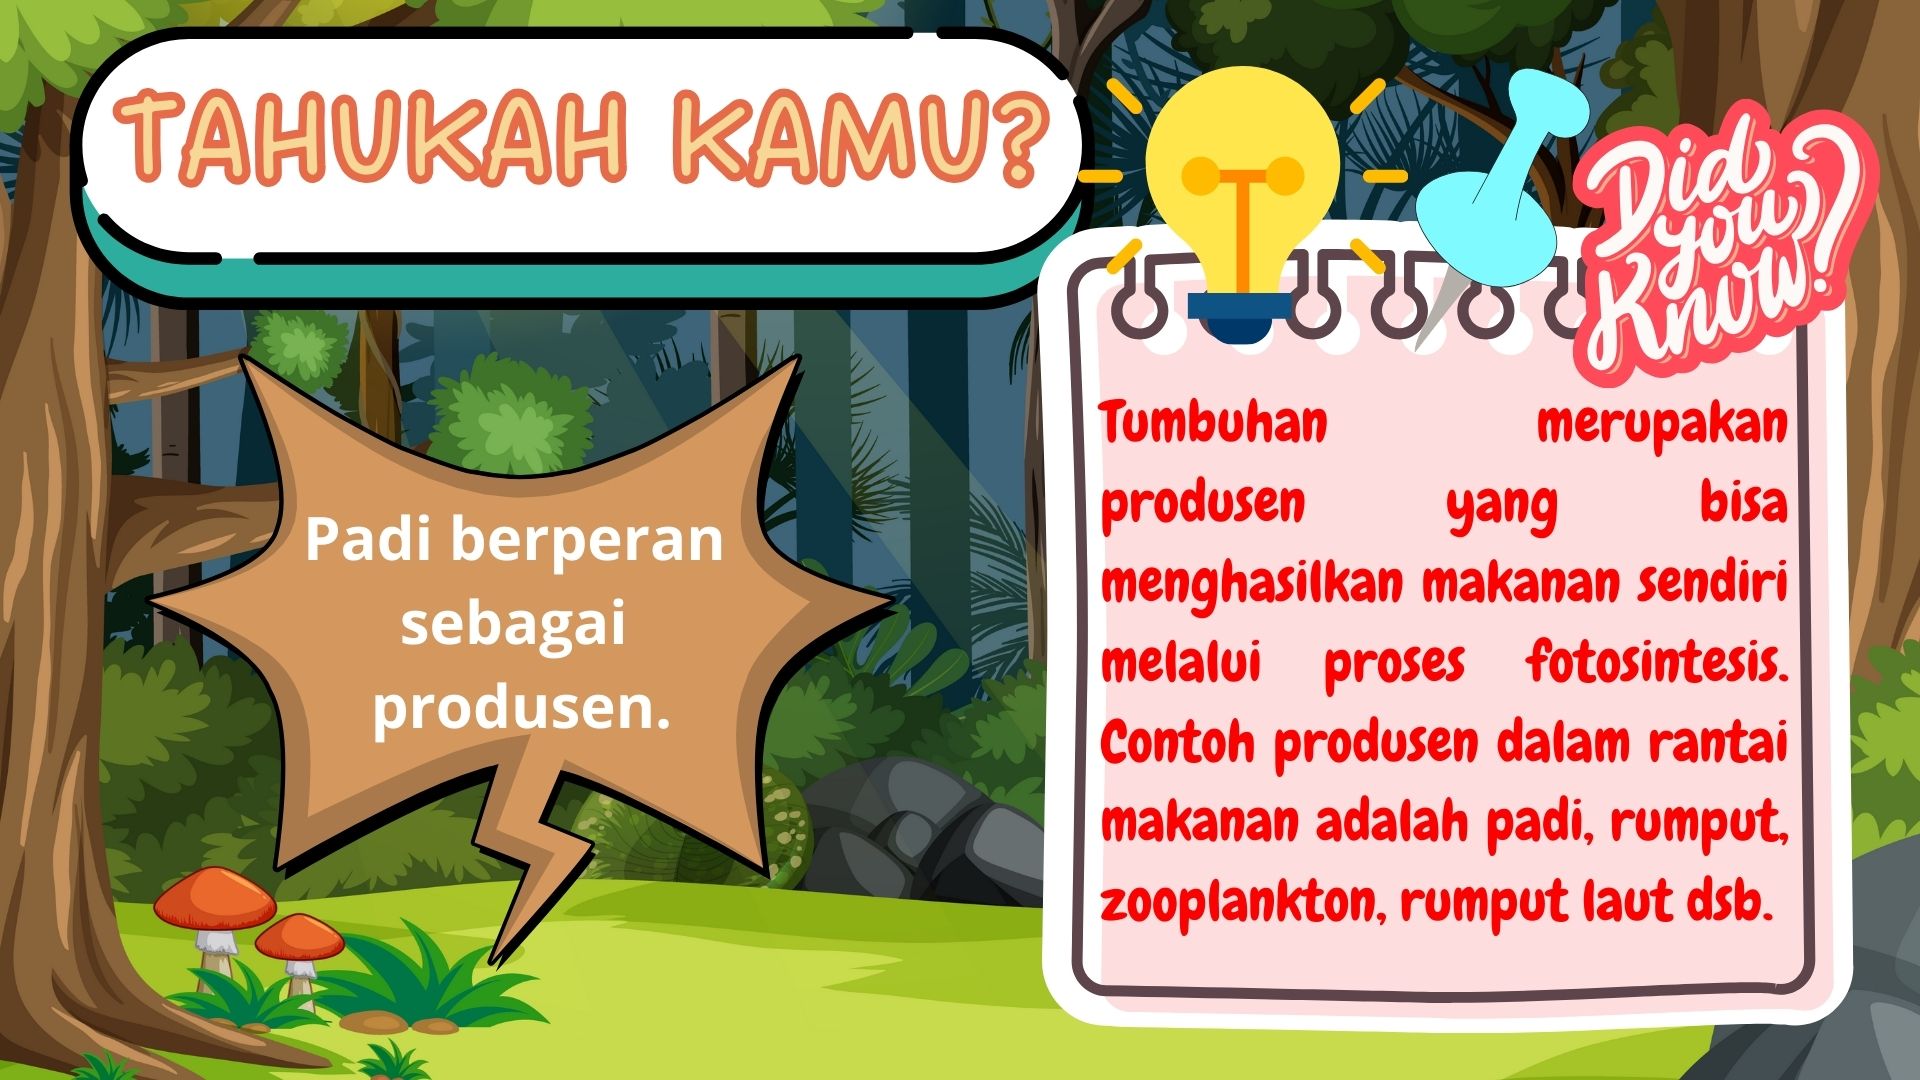 TAHUKAH KAMU?
Did
you
Know?
Padi berperan
sebagai
produsen.
Tumbuhan merupakan
produsen yang bisa
menghasilkan makanan sendiri
melalui proses fotosintesis.
Contoh produsen dalam rantai
makanan adalah padi, rumput,
zooplankton, rumput laut dsb.